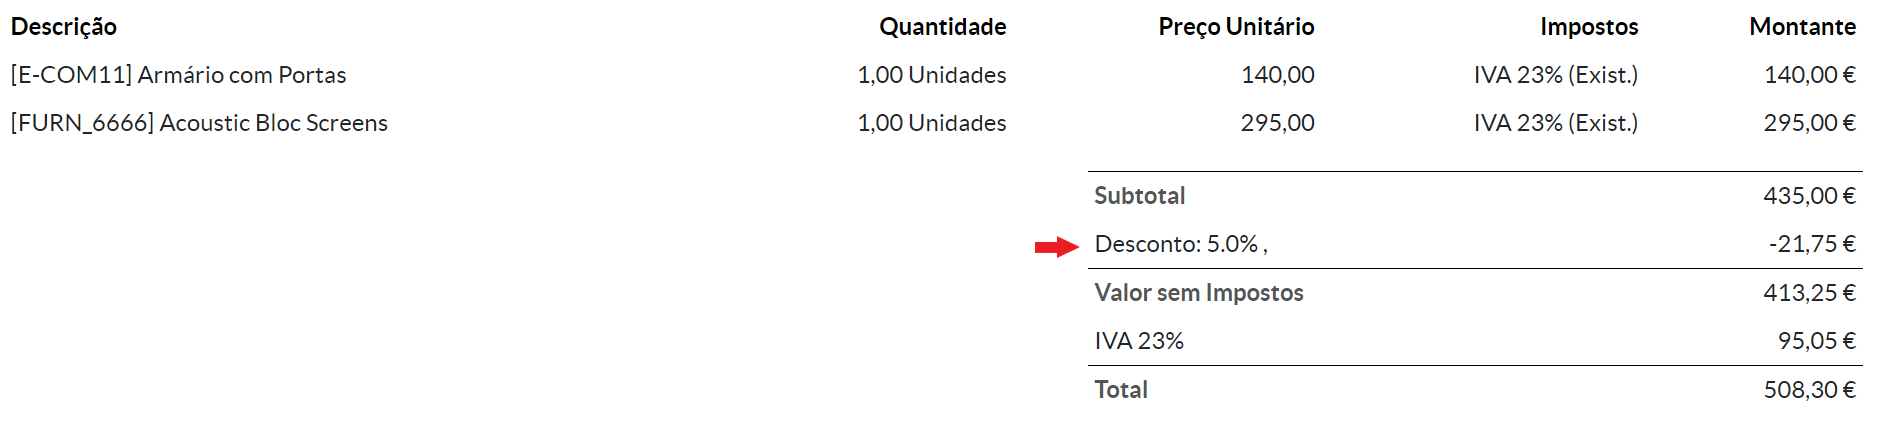 Descrição Quantidade Preço Unitário Impostos Montante
[E-COM11] Armário com Portas 1,00 Unidades 140,00 IVA 23% (Exist.) 140,00 €
[FURN_6666] Acoustic Bloc Screens 1,00 Unidades 295,00 IVA 23% (Exist.) 295,00 €
Subtotal 435,00 €
Desconto: 5.0% , -21,75 €
Valor sem Impostos 413,25 €
IVA 23% 95,05 €
Total 508,30 €